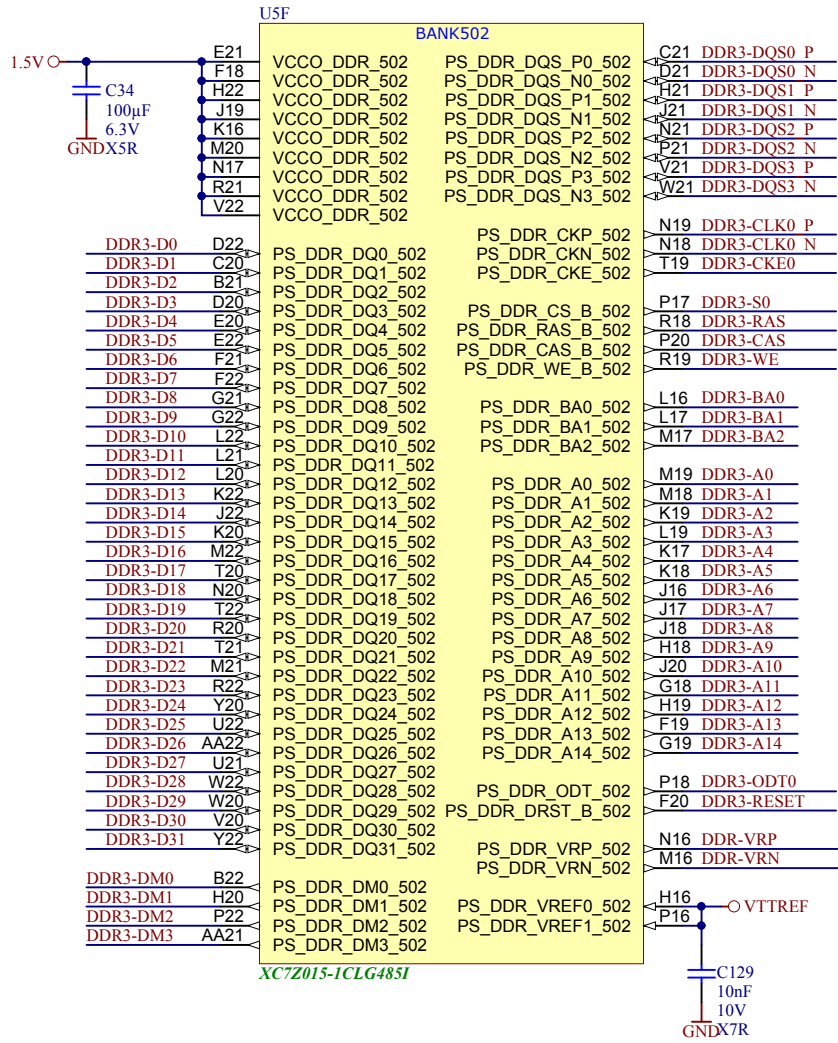 U5F
BANK502
1.5V
C34
100µF
6.3V
X5R
GND
E21 VCCO_DDR_502
F18 VCCO_DDR_502
H22 VCCO_DDR_502
J19 VCCO_DDR_502
K16 VCCO_DDR_502
M20 VCCO_DDR_502
N17 VCCO_DDR_502
R21 VCCO_DDR_502
V22 VCCO_DDR_502
DDR3-D0 D22 PS_DDR_DQ0_502
DDR3-D1 C20 PS_DDR_DQ1_502
DDR3-D2 B21 PS_DDR_DQ2_502
DDR3-D3 D20 PS_DDR_DQ3_502
DDR3-D4 E20 PS_DDR_DQ4_502
DDR3-D5 E22 PS_DDR_DQ5_502
DDR3-D6 F21 PS_DDR_DQ6_502
DDR3-D7 F22 PS_DDR_DQ7_502
DDR3-D8 G21 PS_DDR_DQ8_502
DDR3-D9 G22 PS_DDR_DQ9_502
DDR3-D10 L22 PS_DDR_DQ10_502
DDR3-D11 L21 PS_DDR_DQ11_502
DDR3-D12 L20 PS_DDR_DQ12_502
DDR3-D13 K22 PS_DDR_DQ13_502
DDR3-D14 J22 PS_DDR_DQ14_502
DDR3-D15 K20 PS_DDR_DQ15_502
DDR3-D16 M22 PS_DDR_DQ16_502
DDR3-D17 T20 PS_DDR_DQ17_502
DDR3-D18 N20 PS_DDR_DQ18_502
DDR3-D19 T22 PS_DDR_DQ19_502
DDR3-D20 R20 PS_DDR_DQ20_502
DDR3-D21 T21 PS_DDR_DQ21_502
DDR3-D22 M21 PS_DDR_DQ22_502
DDR3-D23 R22 PS_DDR_DQ23_502
DDR3-D24 Y20 PS_DDR_DQ24_502
DDR3-D25 U22 PS_DDR_DQ25_502
DDR3-D26 AA22 PS_DDR_DQ26_502
DDR3-D27 U21 PS_DDR_DQ27_502
DDR3-D28 W22 PS_DDR_DQ28_502
DDR3-D29 W20 PS_DDR_DQ29_502
DDR3-D30 V20 PS_DDR_DQ30_502
DDR3-D31 Y22 PS_DDR_DQ31_502
DDR3-DM0 B22 PS_DDR_DM0_502
DDR3-DM1 H20 PS_DDR_DM1_502
DDR3-DM2 P22 PS_DDR_DM2_502
DDR3-DM3 AA21 PS_DDR_DM3_502
PS_DDR_DQS_P0_502 C21 DDR3-DQS0_P
PS_DDR_DQS_N0_502 D21 DDR3-DQS0_N
PS_DDR_DQS_P1_502 H21 DDR3-DQS1_P
PS_DDR_DQS_N1_502 J21 DDR3-DQS1_N
PS_DDR_DQS_P2_502 N21 DDR3-DQS2_P
PS_DDR_DQS_N2_502 P21 DDR3-DQS2_N
PS_DDR_DQS_P3_502 V21 DDR3-DQS3_P
PS_DDR_DQS_N3_502 W21 DDR3-DQS3_N
PS_DDR_CKP_502 N19 DDR3-CLK0_P
PS_DDR_CKN_502 N18 DDR3-CLK0_N
PS_DDR_CKE_502 T19 DDR3-CKE0
PS_DDR_CS_B_502 P17 DDR3-S0
PS_DDR_RAS_B_502 R18 DDR3-RAS
PS_DDR_CAS_B_502 P20 DDR3-CAS
PS_DDR_WE_B_502 R19 DDR3-WE
PS_DDR_BA0_502 L16 DDR3-BA0
PS_DDR_BA1_502 L17 DDR3-BA1
PS_DDR_BA2_502 M17 DDR3-BA2
PS_DDR_A0_502 M19 DDR3-A0
PS_DDR_A1_502 M18 DDR3-A1
PS_DDR_A2_502 K19 DDR3-A2
PS_DDR_A3_502 L19 DDR3-A3
PS_DDR_A4_502 K17 DDR3-A4
PS_DDR_A5_502 K18 DDR3-A5
PS_DDR_A6_502 J16 DDR3-A6
PS_DDR_A7_502 J17 DDR3-A7
PS_DDR_A8_502 J18 DDR3-A8
PS_DDR_A9_502 H18 DDR3-A9
PS_DDR_A10_502 J20 DDR3-A10
PS_DDR_A11_502 G18 DDR3-A11
PS_DDR_A12_502 H19 DDR3-A12
PS_DDR_A13_502 F19 DDR3-A13
PS_DDR_A14_502 G19 DDR3-A14
PS_DDR_ODT_502 P18 DDR3-ODT0
PS_DDR_DRST_B_502 F20 DDR3-RESET
PS_DDR_VRP_502 N16 DDR-VRP
PS_DDR_VRN_502 M16 DDR-VRN
PS_DDR_VREF0_502 H16 VTTREF
PS_DDR_VREF1_502 P16
XC7Z015-1CLG485I
C129
10nF
10V
X7R
GND